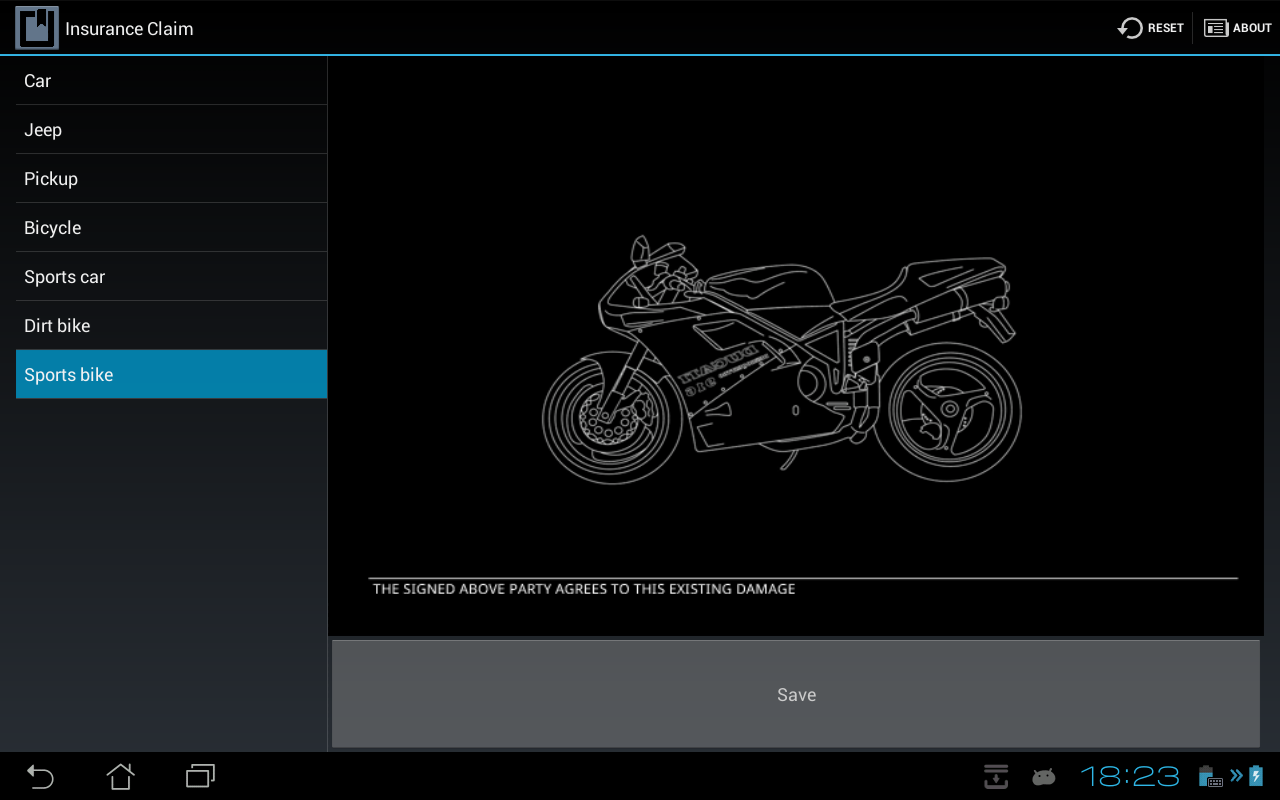 Insurance Claim
RESET
ABOUT
Car
Jeep
Pickup
Bicycle
Sports car
Dirt bike
Sports bike
DUCATI
THE SIGNED ABOVE PARTY AGREES TO THIS EXISTING DAMAGE
Save
18:23